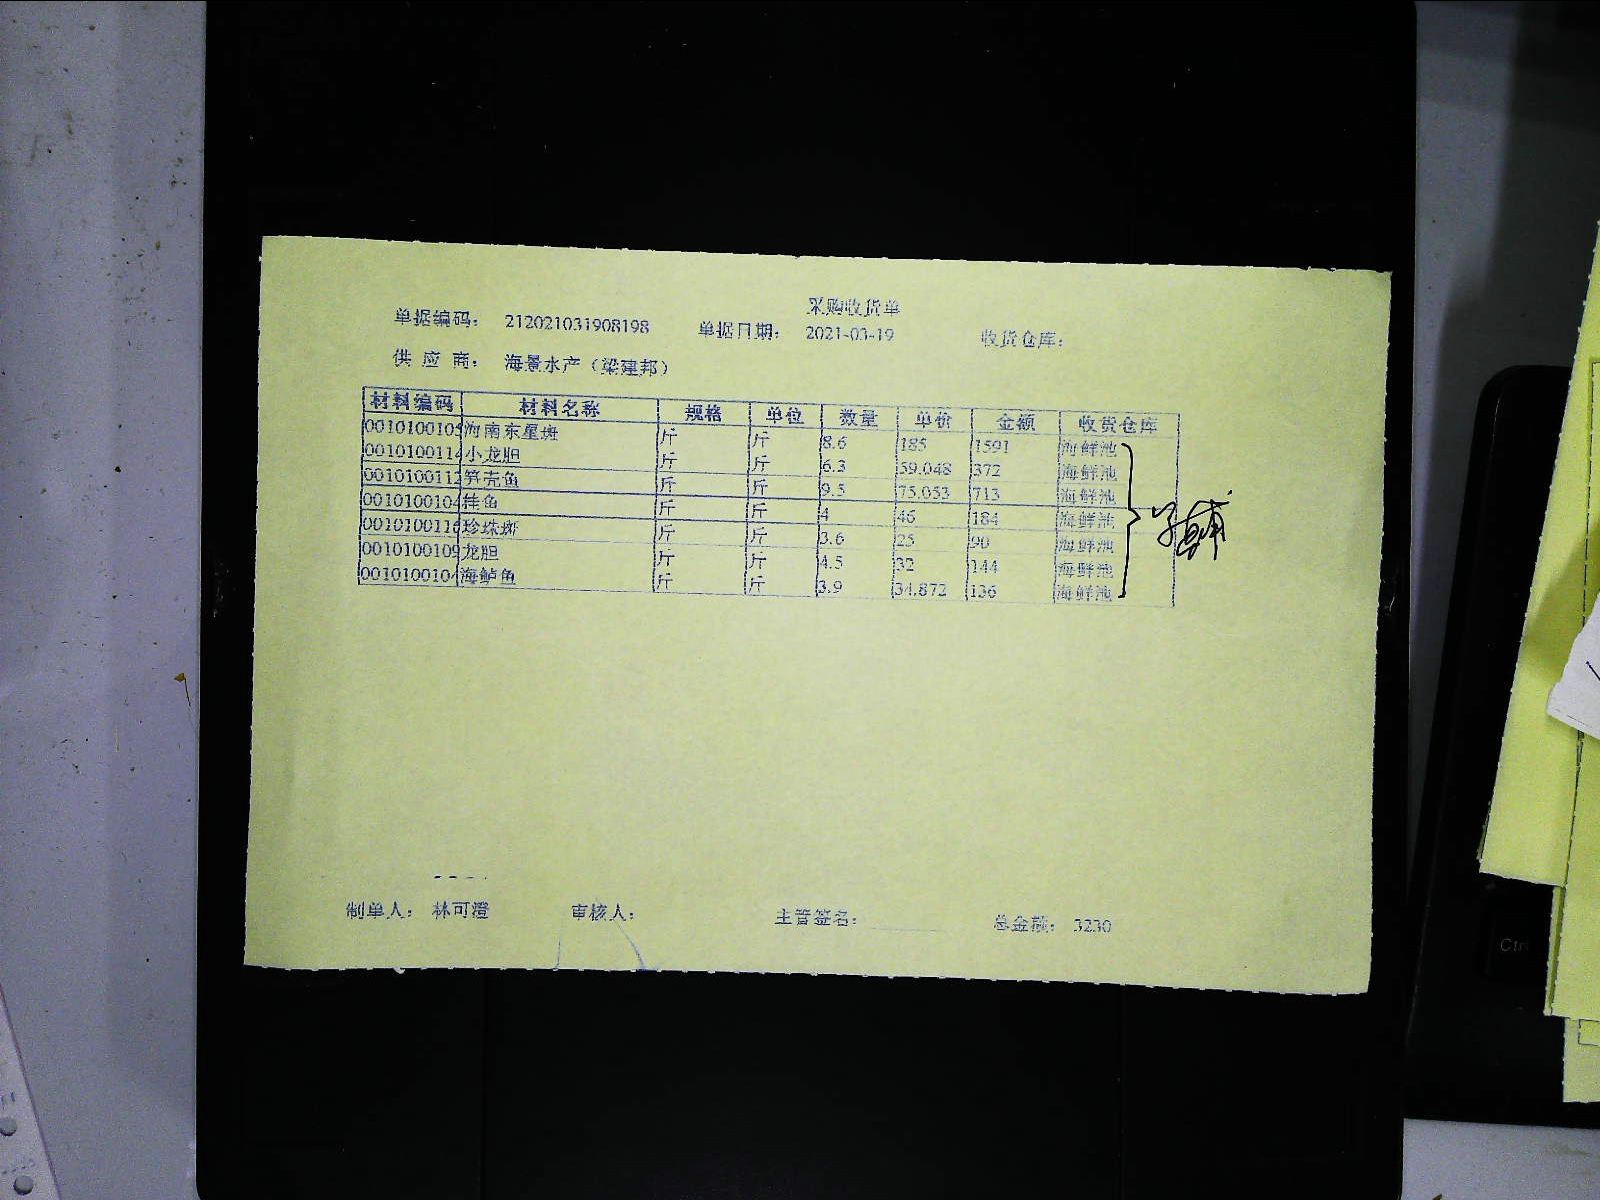 采购收货单
单据编码： 212021031908198 单据日期： 2021-03-19 收货仓库：
供 应 商： 海景水产（梁建邦）
材料编码 材料名称 规格 单位 数量 单价 金额 收货仓库
0010100105 海南东星斑 斤 斤 8.6 185 1591 海鲜池
0010100114 小龙胆 斤 斤 6.3 59.048 372 海鲜池
0010100112 笋壳鱼 斤 斤 9.5 75.053 713 海鲜池
0010100104 桂鱼 斤 斤 4 46 184 海鲜池
0010100116 珍珠斑 斤 斤 3.6 25 90 海鲜池
0010100109 龙胆 斤 斤 4.5 32 144 海鲜池
0010100104 海鲈鱼 斤 斤 3.9 34.872 136 海鲜池
制单人： 林可澄 审核人： 主管签名： 总金额： 3230
Ctrl